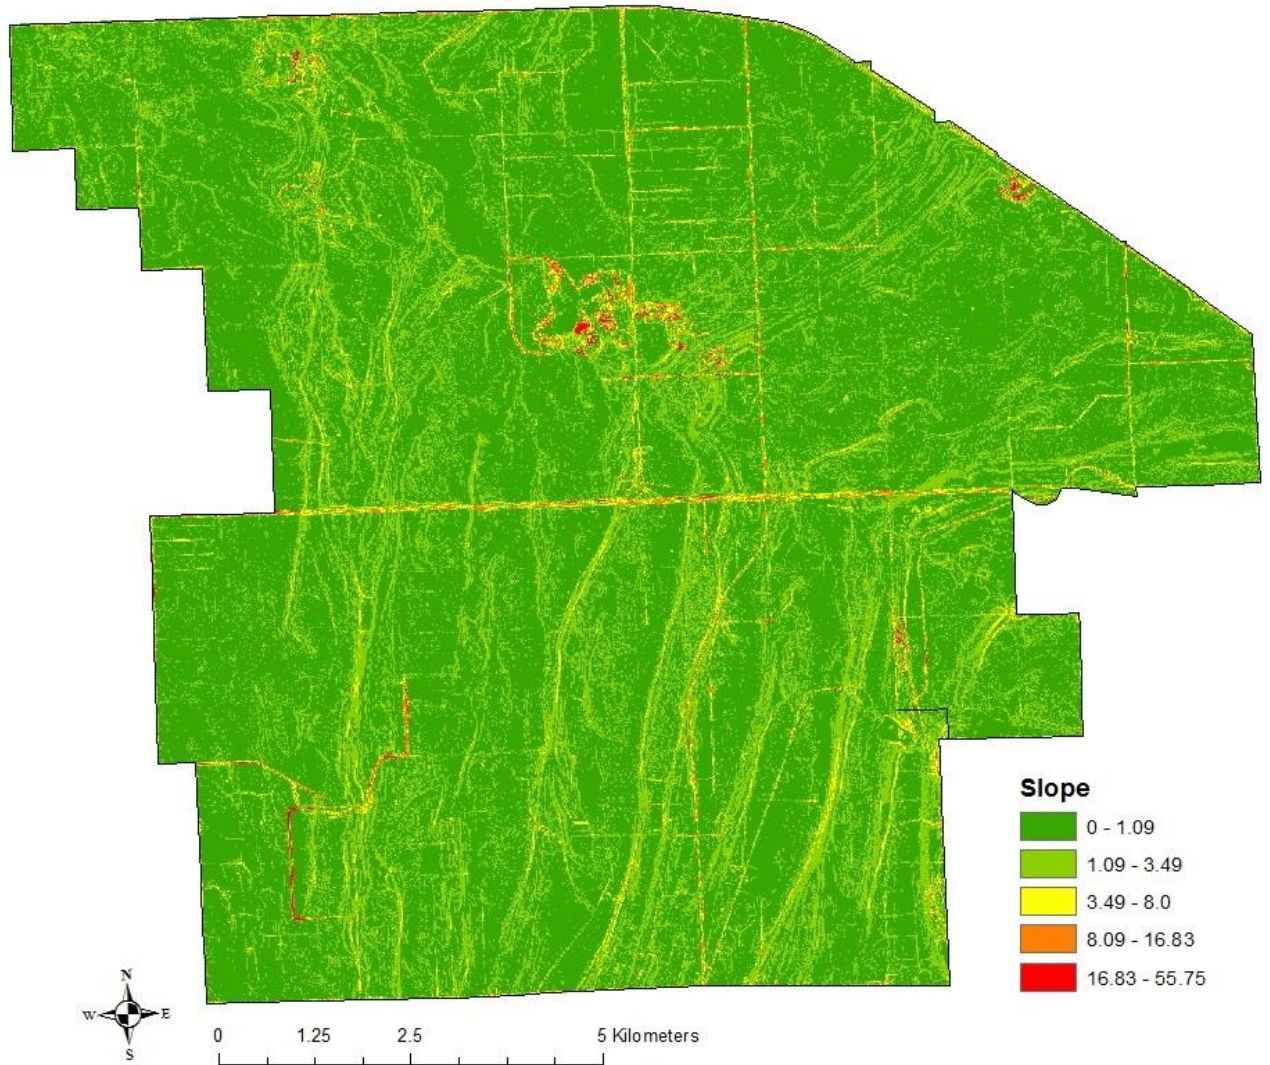 Slope
0 - 1.09
1.09 - 3.49
3.49 - 8.0
8.09 - 16.83
16.83 - 55.75
N
W E
S
0 1.25 2.5 5 Kilometers